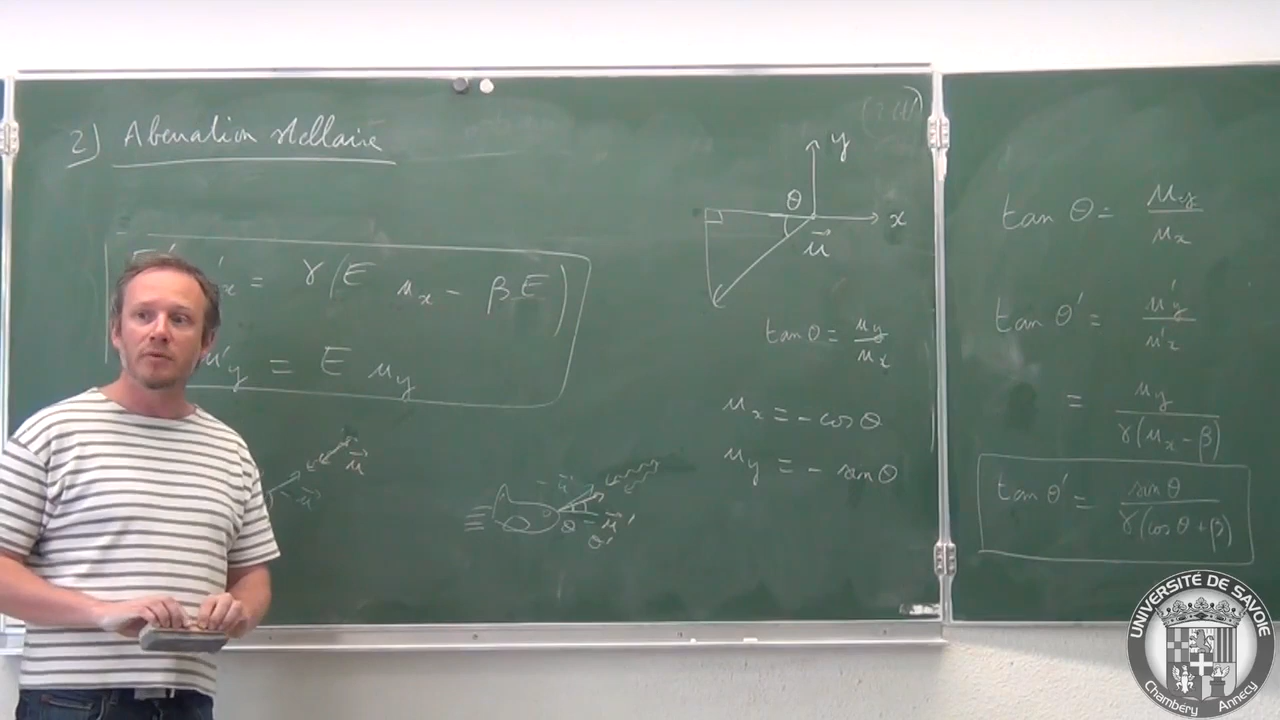 2) Aberration stellaire
y
θ
x
u⃗
E' u'x = γ(E ux - βE)
u'y = E uy
tan θ = uy/ux
ux = - cos θ
uy = - sin θ
u⃗
-u⃗
-u⃗
θ
-u⃗'
θ'
tan θ = uy/ux
tan θ' = u'y/u'x
= uy/γ(ux - β)
tan θ' = sin θ/γ(cos θ + β)
UNIVERSITÉ DE SAVOIE
Chambéry Annecy